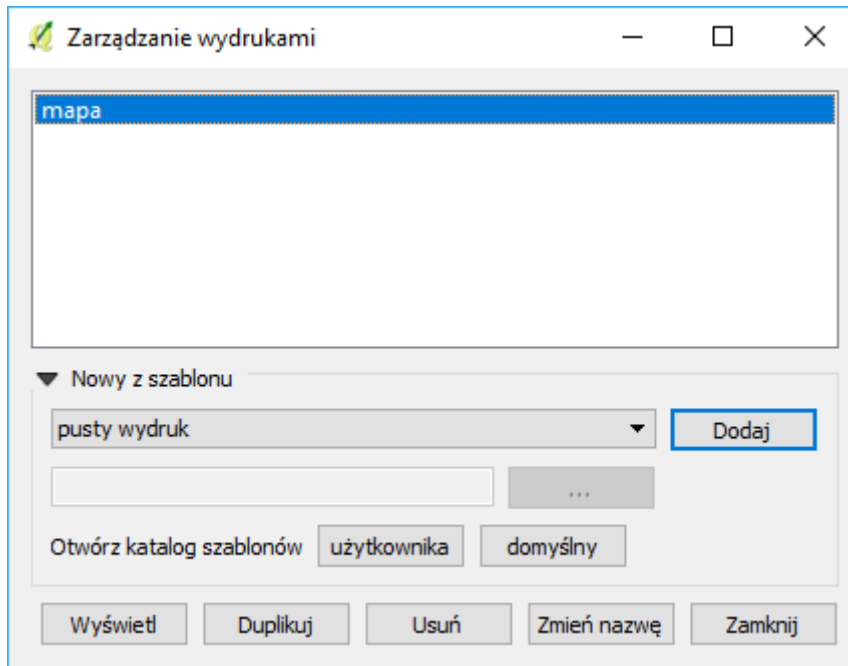 Zarządzanie wydrukami
mapa
Nowy z szablonu
pusty wydruk
Dodaj
...
Otwórz katalog szablonów użytkownika domyślny
Wyświetl Duplikuj Usuń Zmień nazwę Zamknij